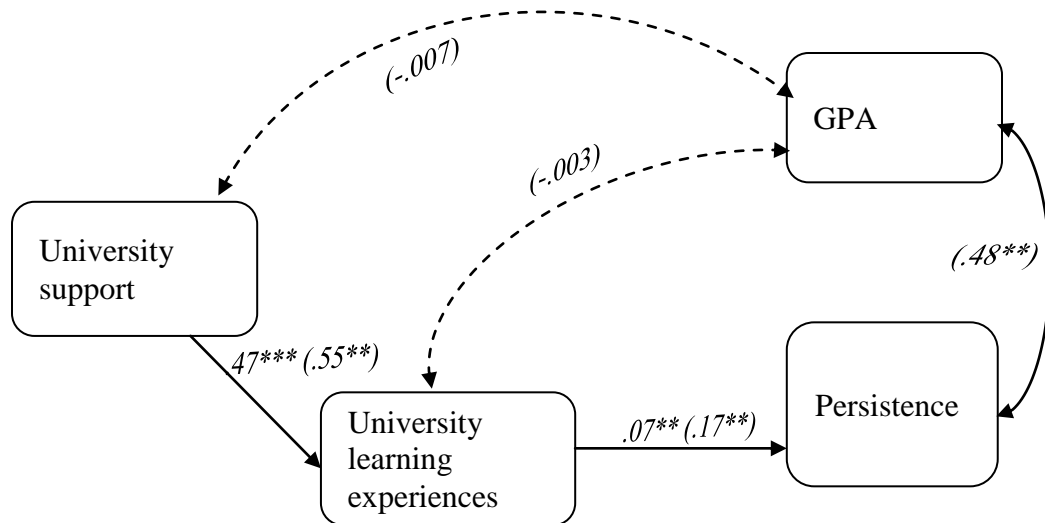 (-.007)
GPA
(-.003)
University
support
(.48**)
.47*** (.55**)
Persistence
University
learning
experiences
.07** (.17**)